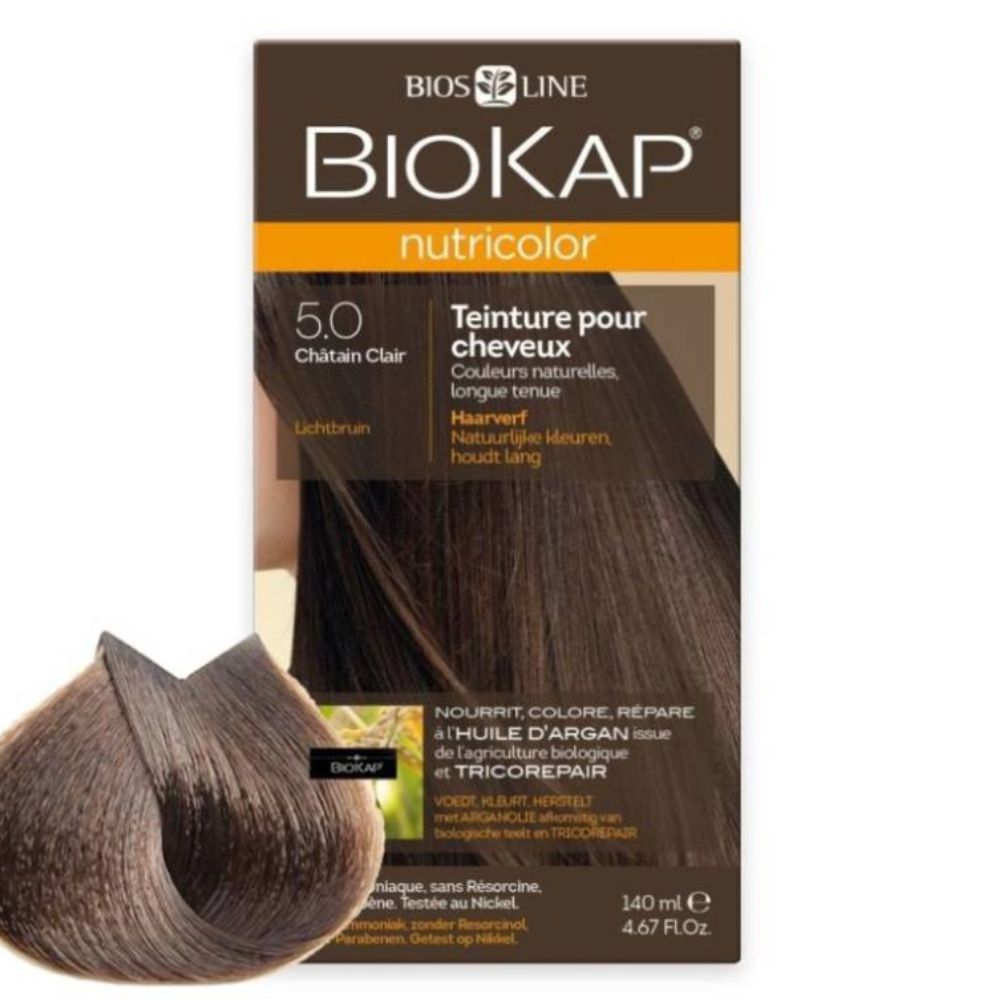 BIOS LINE
BIOKAP®
nutricolor
5.0
Châtain Clair
Lichtbruin
Teinture pour
cheveux
Couleurs naturelles,
longue tenue
Haarverf
Natuurlijke kleuren,
houdt lang
BIOKAP
NOURRIT, COLORE, RÉPARE
à l'HUILE D'ARGAN issue
de l'agriculture biologique
et TRICOREPAIR
VOEDT, KLEURT, HERSTELT
met ARGANOLIE afkomstig van
biologische teelt en TRICOREPAIR
sans Résorcine,
Testée au Nickel.
zonder Resorcinol,
Parabenen. Getest op Nikkel.
140 ml ℮
4.67 Fl.Oz.